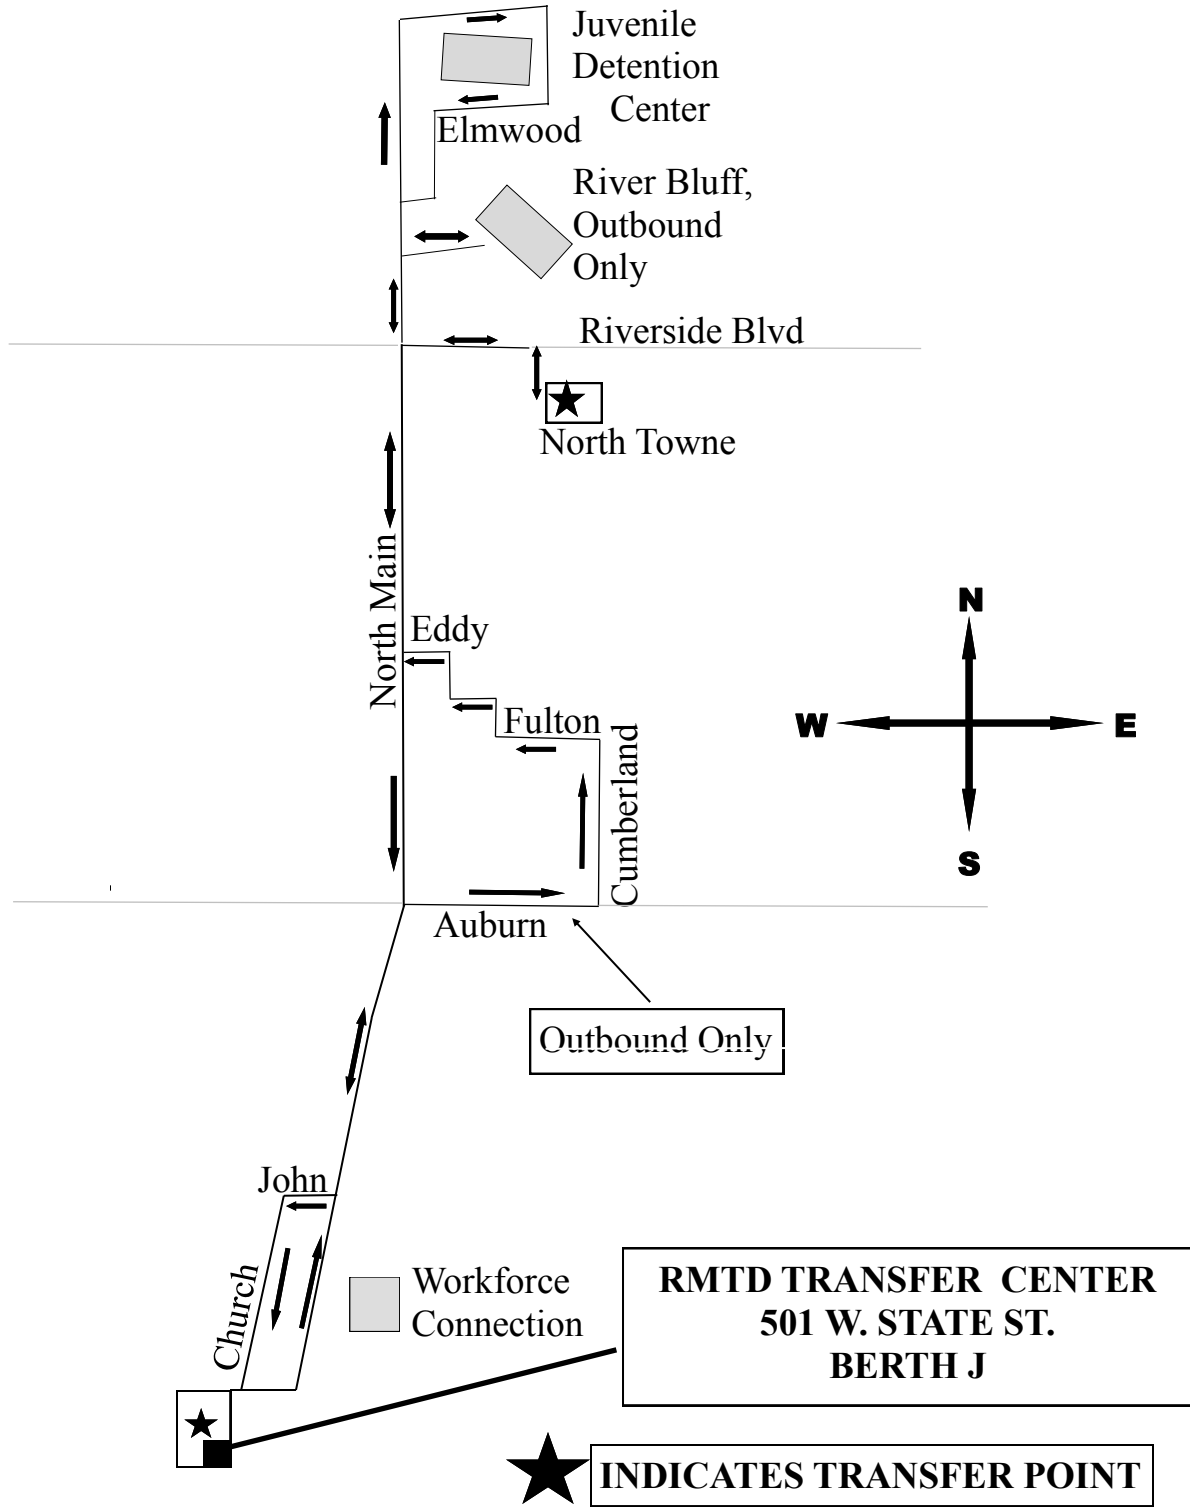 Juvenile
Detention
Center
Elmwood
River Bluff,
Outbound
Only
Riverside Blvd
North Towne
North Main
Eddy
Fulton
Cumberland
Auburn
Outbound Only
N
W
E
S
John
Church
Workforce
Connection
RMTD TRANSFER CENTER
501 W. STATE ST.
BERTH J
INDICATES TRANSFER POINT